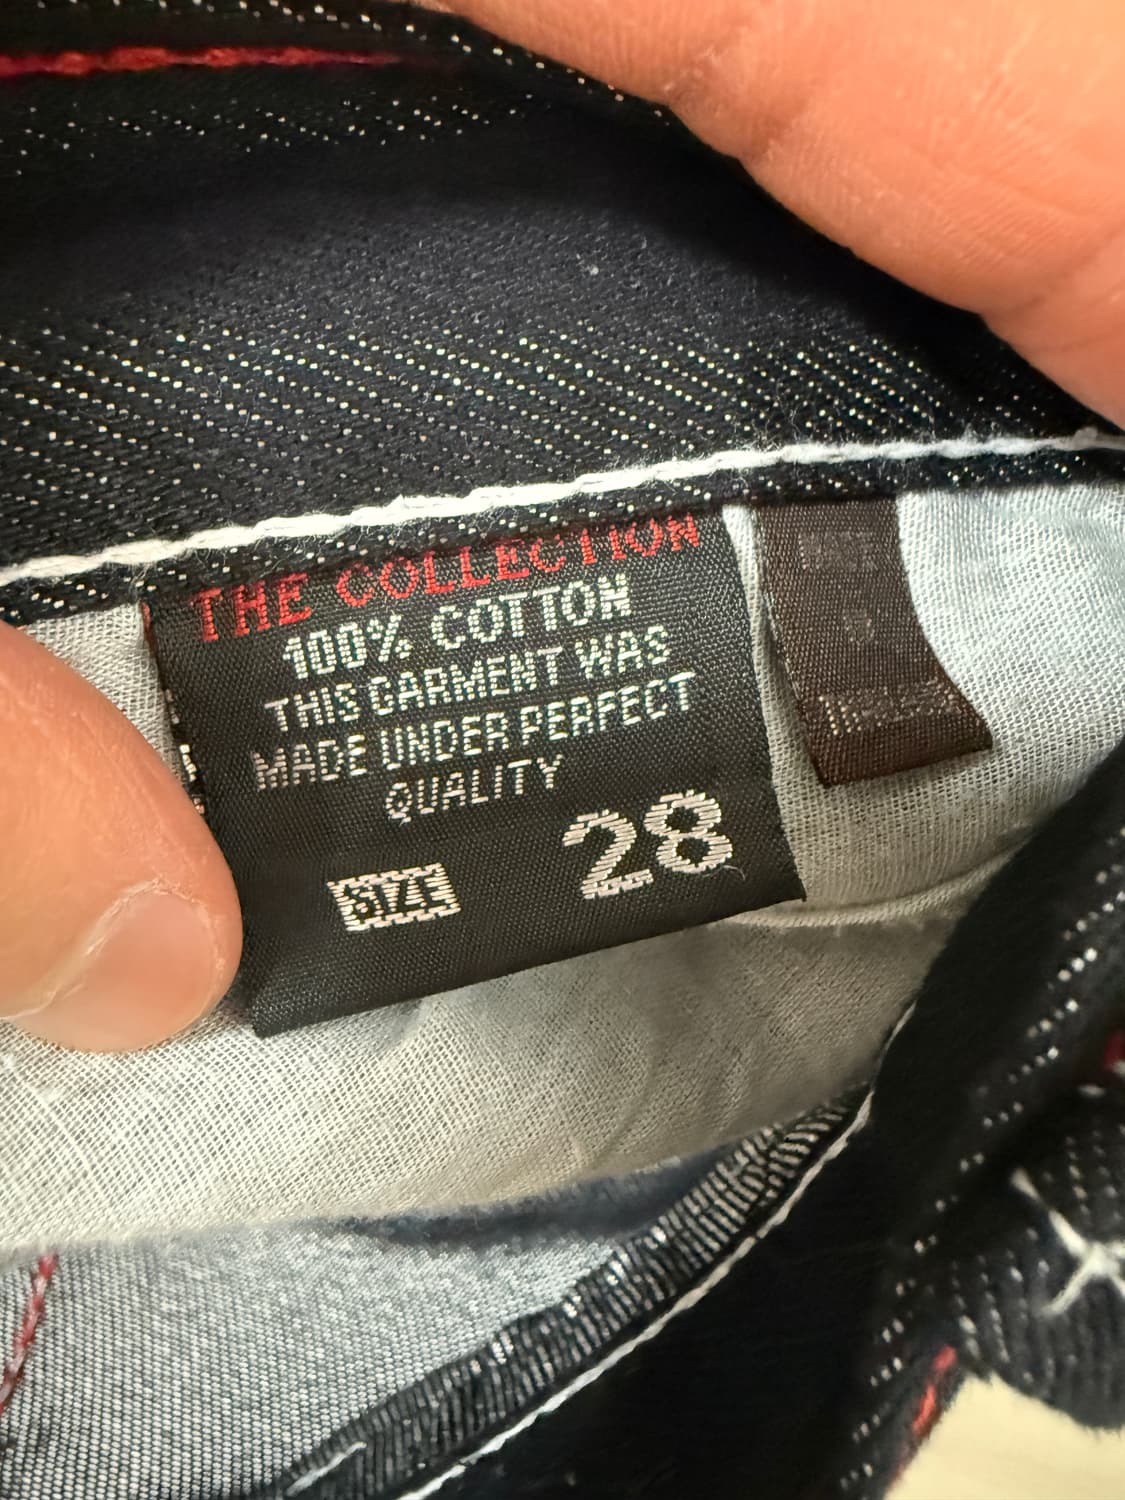 THE COLLECTION
100% COTTON
THIS GARMENT WAS
MADE UNDER PERFECT
QUALITY
SIZE 28